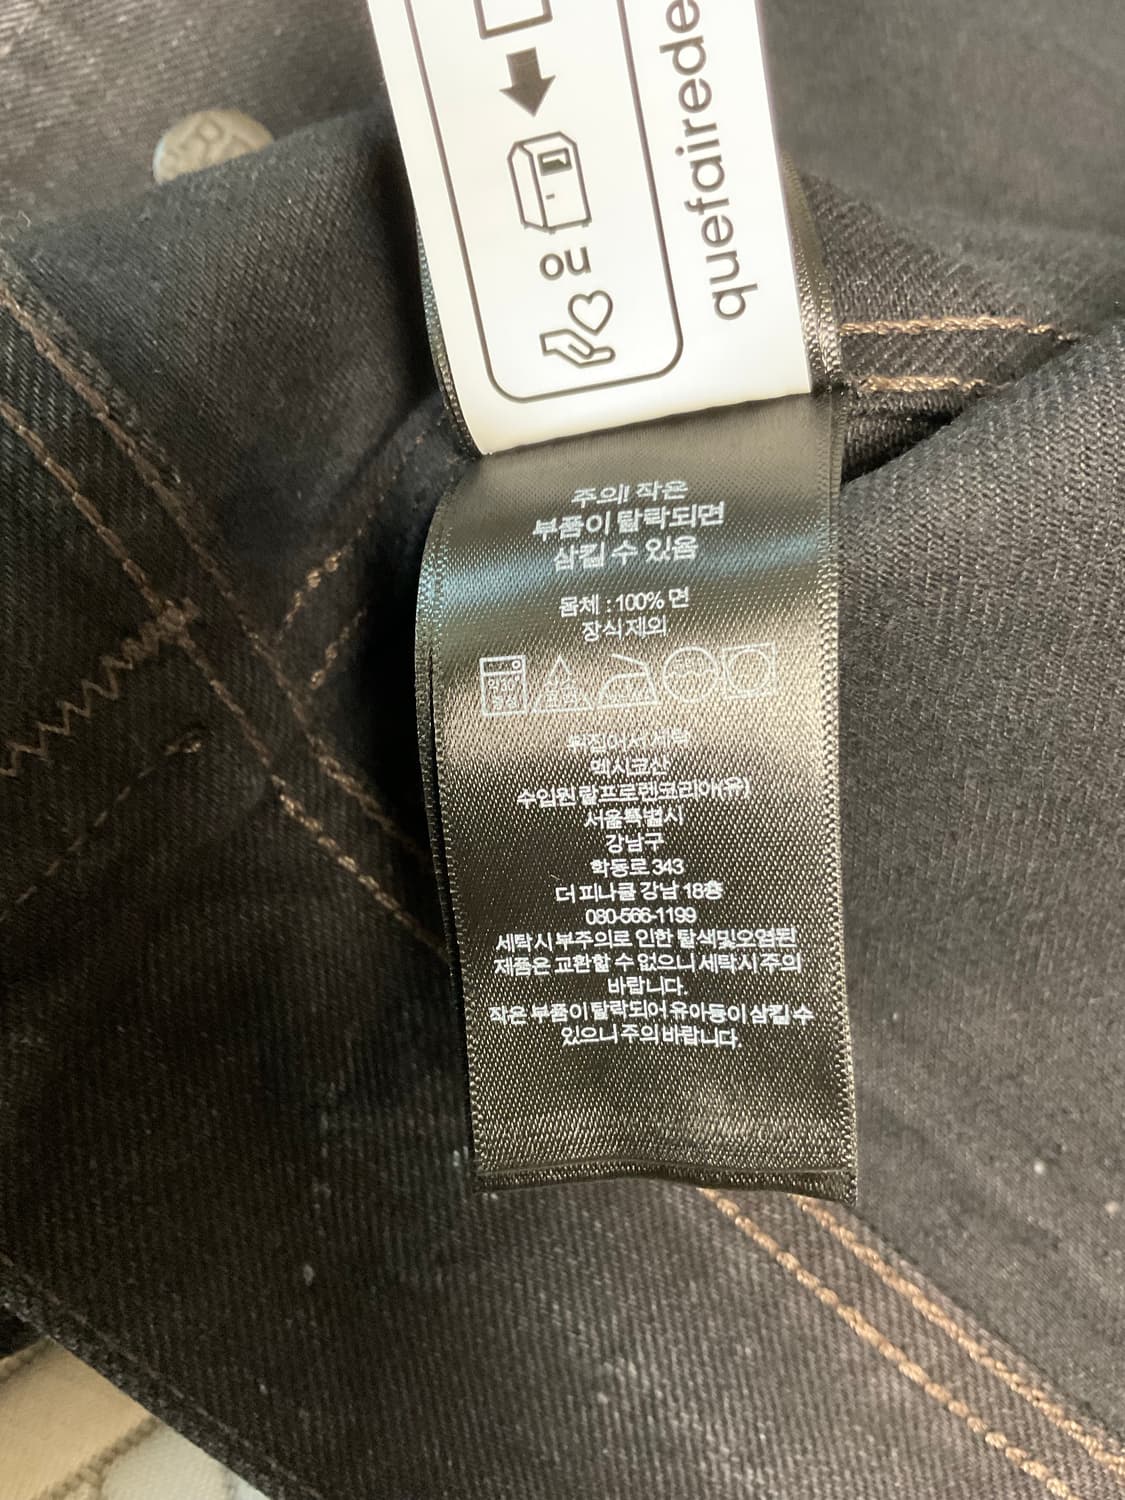 quefairede
ou
주의! 작은
부품이 탈락되면
삼킬 수 있음
몸체 : 100% 면
장식 제외
뒤집어서 세탁
멕시코산
수입원 랄프로렌코리아(유)
서울특별시
강남구
학동로 343
더 피나클 강남 18층
080-566-1199
세탁시 부주의로 인한 탈색및오염된
제품은 교환할 수 없으니 세탁시 주의
바랍니다.
작은 부품이 탈락되어 유아등이 삼킬 수
있으니 주의 바랍니다.